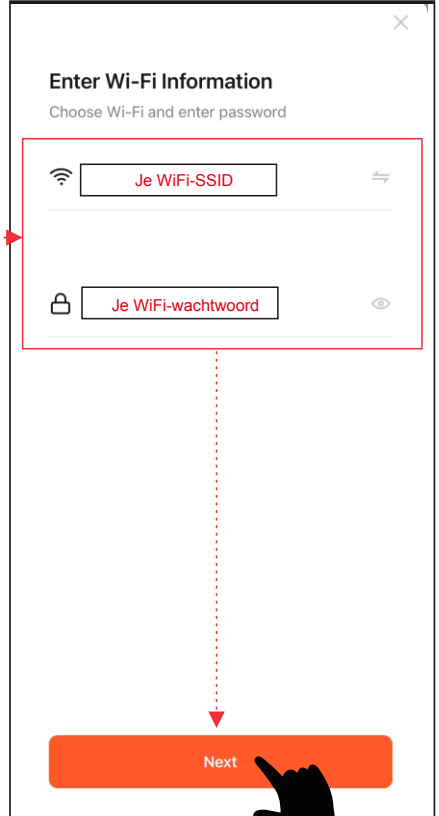 Enter Wi-Fi Information
Choose Wi-Fi and enter password
Je WiFi-SSID
Je WiFi-wachtwoord
Next